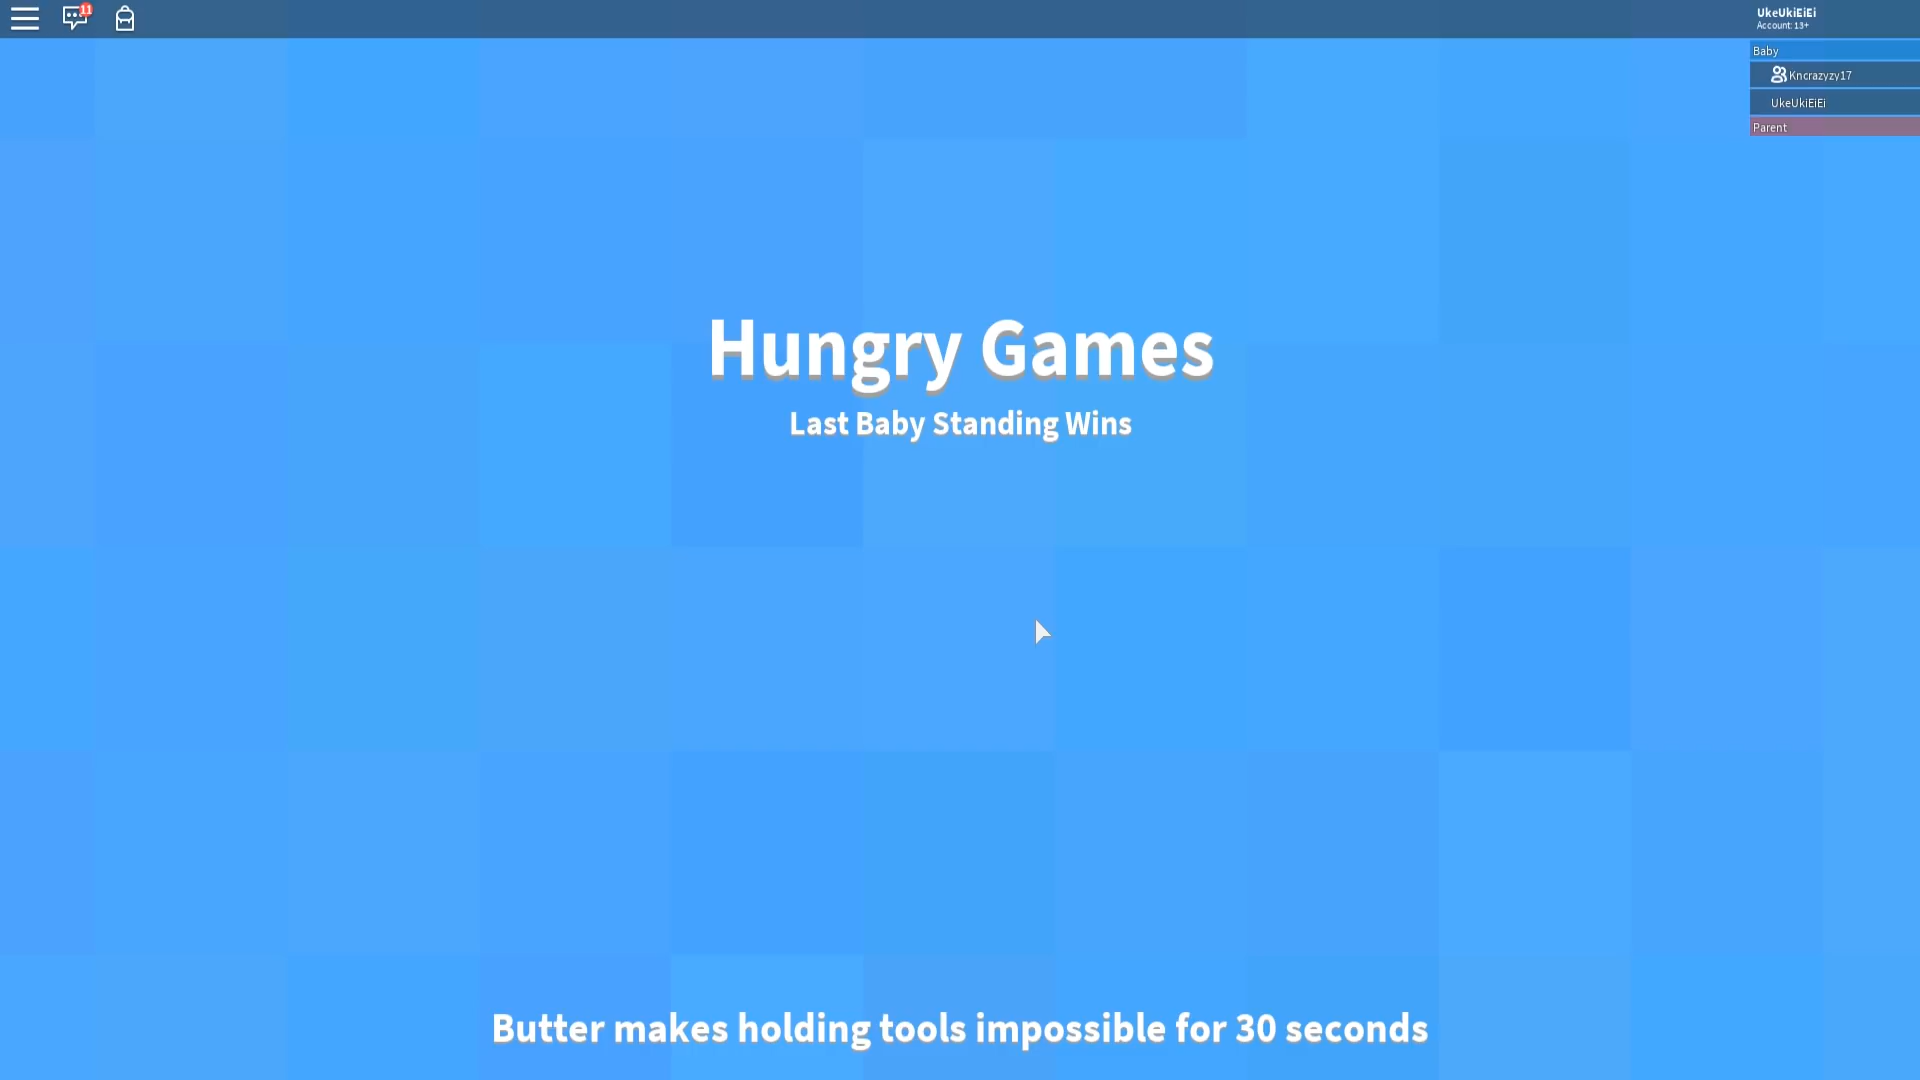 11
UkeUkiEiEi
Account: 13+
Baby
Kncrazyzy17
UkeUkiEiEi
Parent
Hungry Games
Last Baby Standing Wins
Butter makes holding tools impossible for 30 seconds